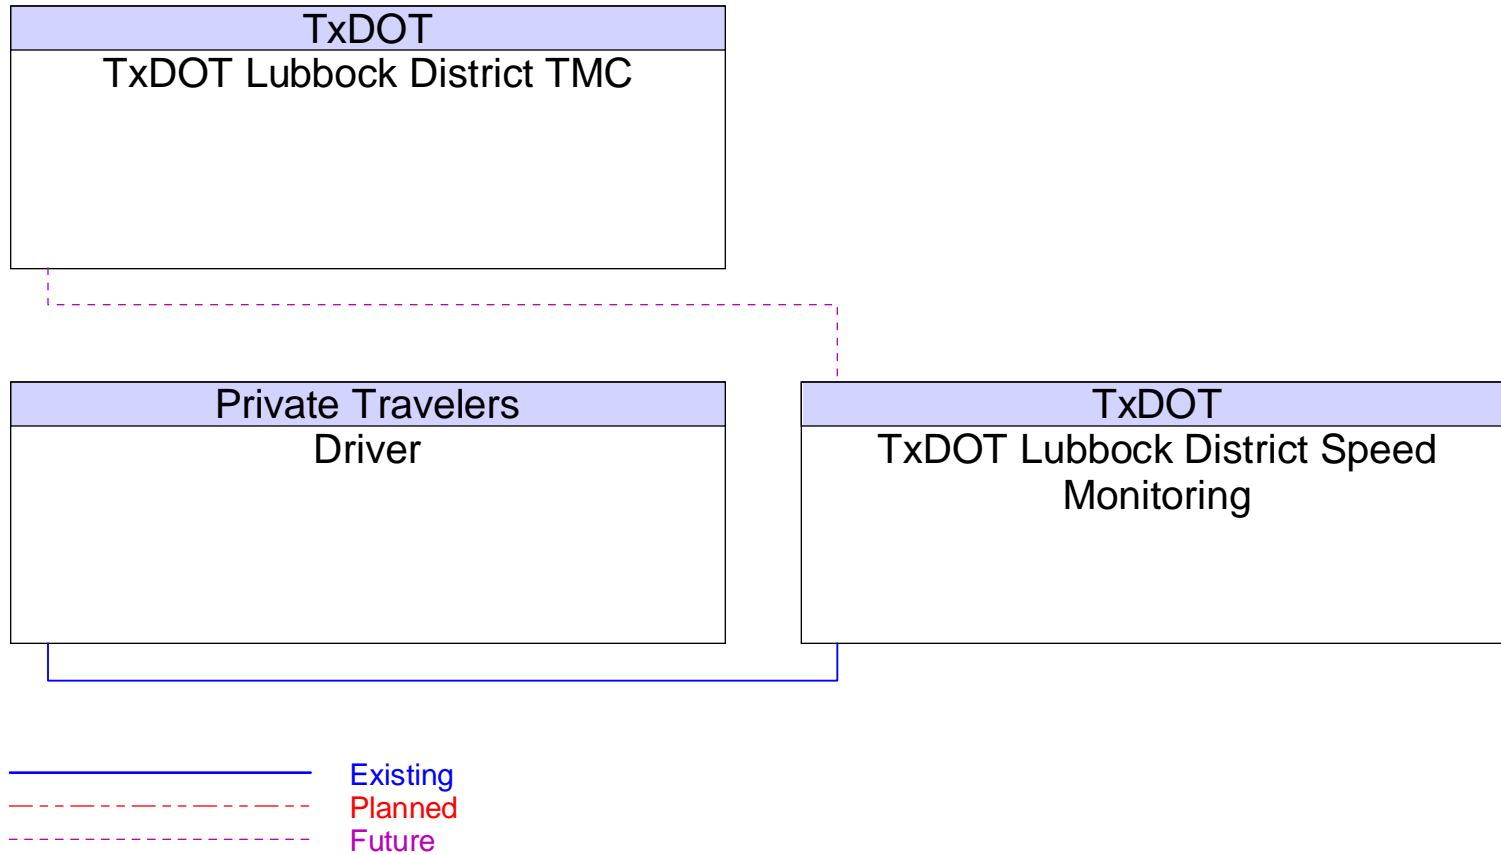 TxDOT
TxDOT Lubbock District TMC
Private Travelers
Driver
TxDOT
TxDOT Lubbock District Speed
Monitoring
Existing
Planned
Future